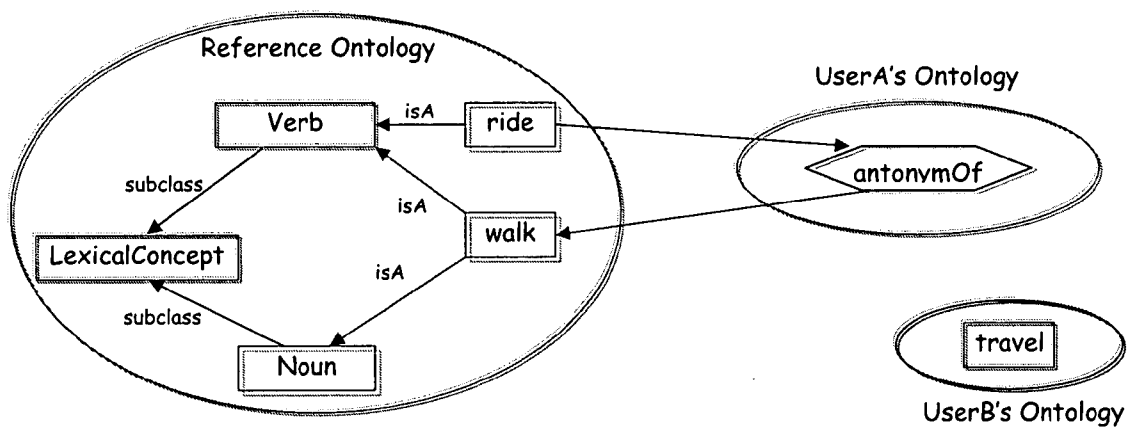 Reference Ontology
UserA's Ontology
Verb
isA
ride
antonymOf
subclass
isA
walk
LexicalConcept
isA
subclass
Noun
travel
UserB's Ontology